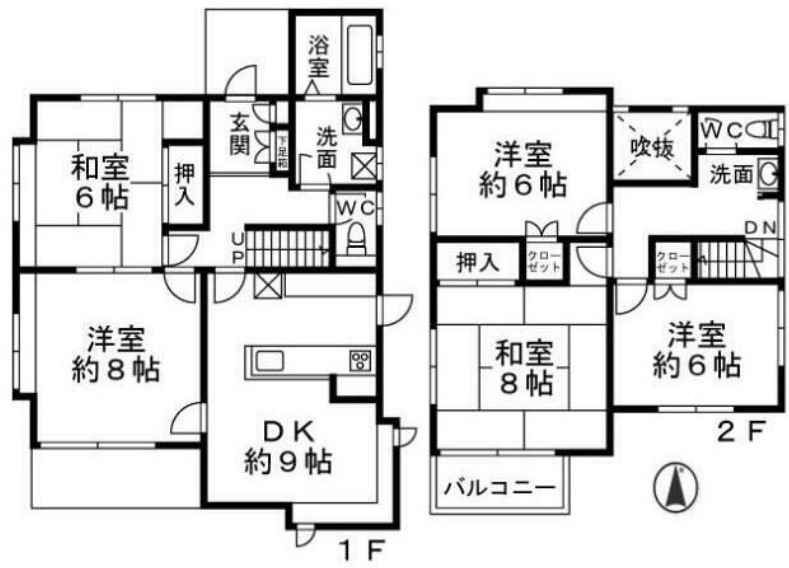 浴室
玄関
下足箱
洗面
和室
6帖
押入
WC
UP
洋室
約8帖
DK
約9帖
1F
洋室
約6帖
吹抜
WC
洗面
DN
押入
クローゼット
クローゼット
和室
8帖
洋室
約6帖
2F
バルコニー